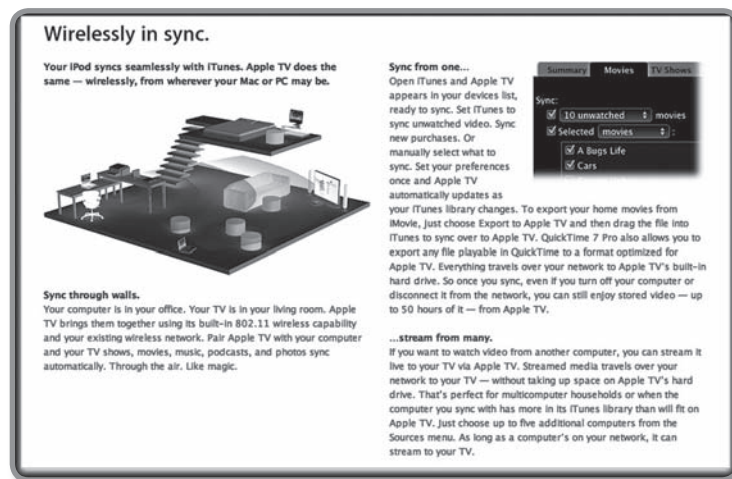 Wirelessly in sync.
Your iPod syncs seamlessly with iTunes. Apple TV does the
same — wirelessly, from wherever your Mac or PC may be.
Sync through walls.
Your computer is in your office. Your TV is in your living room. Apple
TV brings them together using its built-in 802.11 wireless capability
and your existing wireless network. Pair Apple TV with your computer
and your TV shows, movies, music, podcasts, and photos sync
automatically. Through the air. Like magic.
Sync from one...
Open iTunes and Apple TV
appears in your devices list,
ready to sync. Set iTunes to
sync unwatched video. Sync
new purchases. Or
manually select what to
sync. Set your preferences
once and Apple TV
automatically updates as
your iTunes library changes. To export your home movies from
iMovie, just choose Export to Apple TV and then drag the file into
iTunes to sync over to Apple TV. QuickTime 7 Pro also allows you to
export any file playable in QuickTime to a format optimized for
Apple TV. Everything travels over your network to Apple TV's built-in
hard drive. So once you sync, even if you turn off your computer or
disconnect it from the network, you can still enjoy stored video — up
to 50 hours of it — from Apple TV.
Summary Movies TV Shows
Sync:
10 unwatched movies
Selected movies :
A Bugs Life
Cars
...stream from many.
If you want to watch video from another computer, you can stream it
live to your TV via Apple TV. Streamed media travels over your
network to your TV — without taking up space on Apple TV's hard
drive. That's perfect for multicomputer households or when the
computer you sync with has more in its iTunes library than will fit on
Apple TV. Just choose up to five additional computers from the
Sources menu. As long as a computer's on your network, it can
stream to your TV.